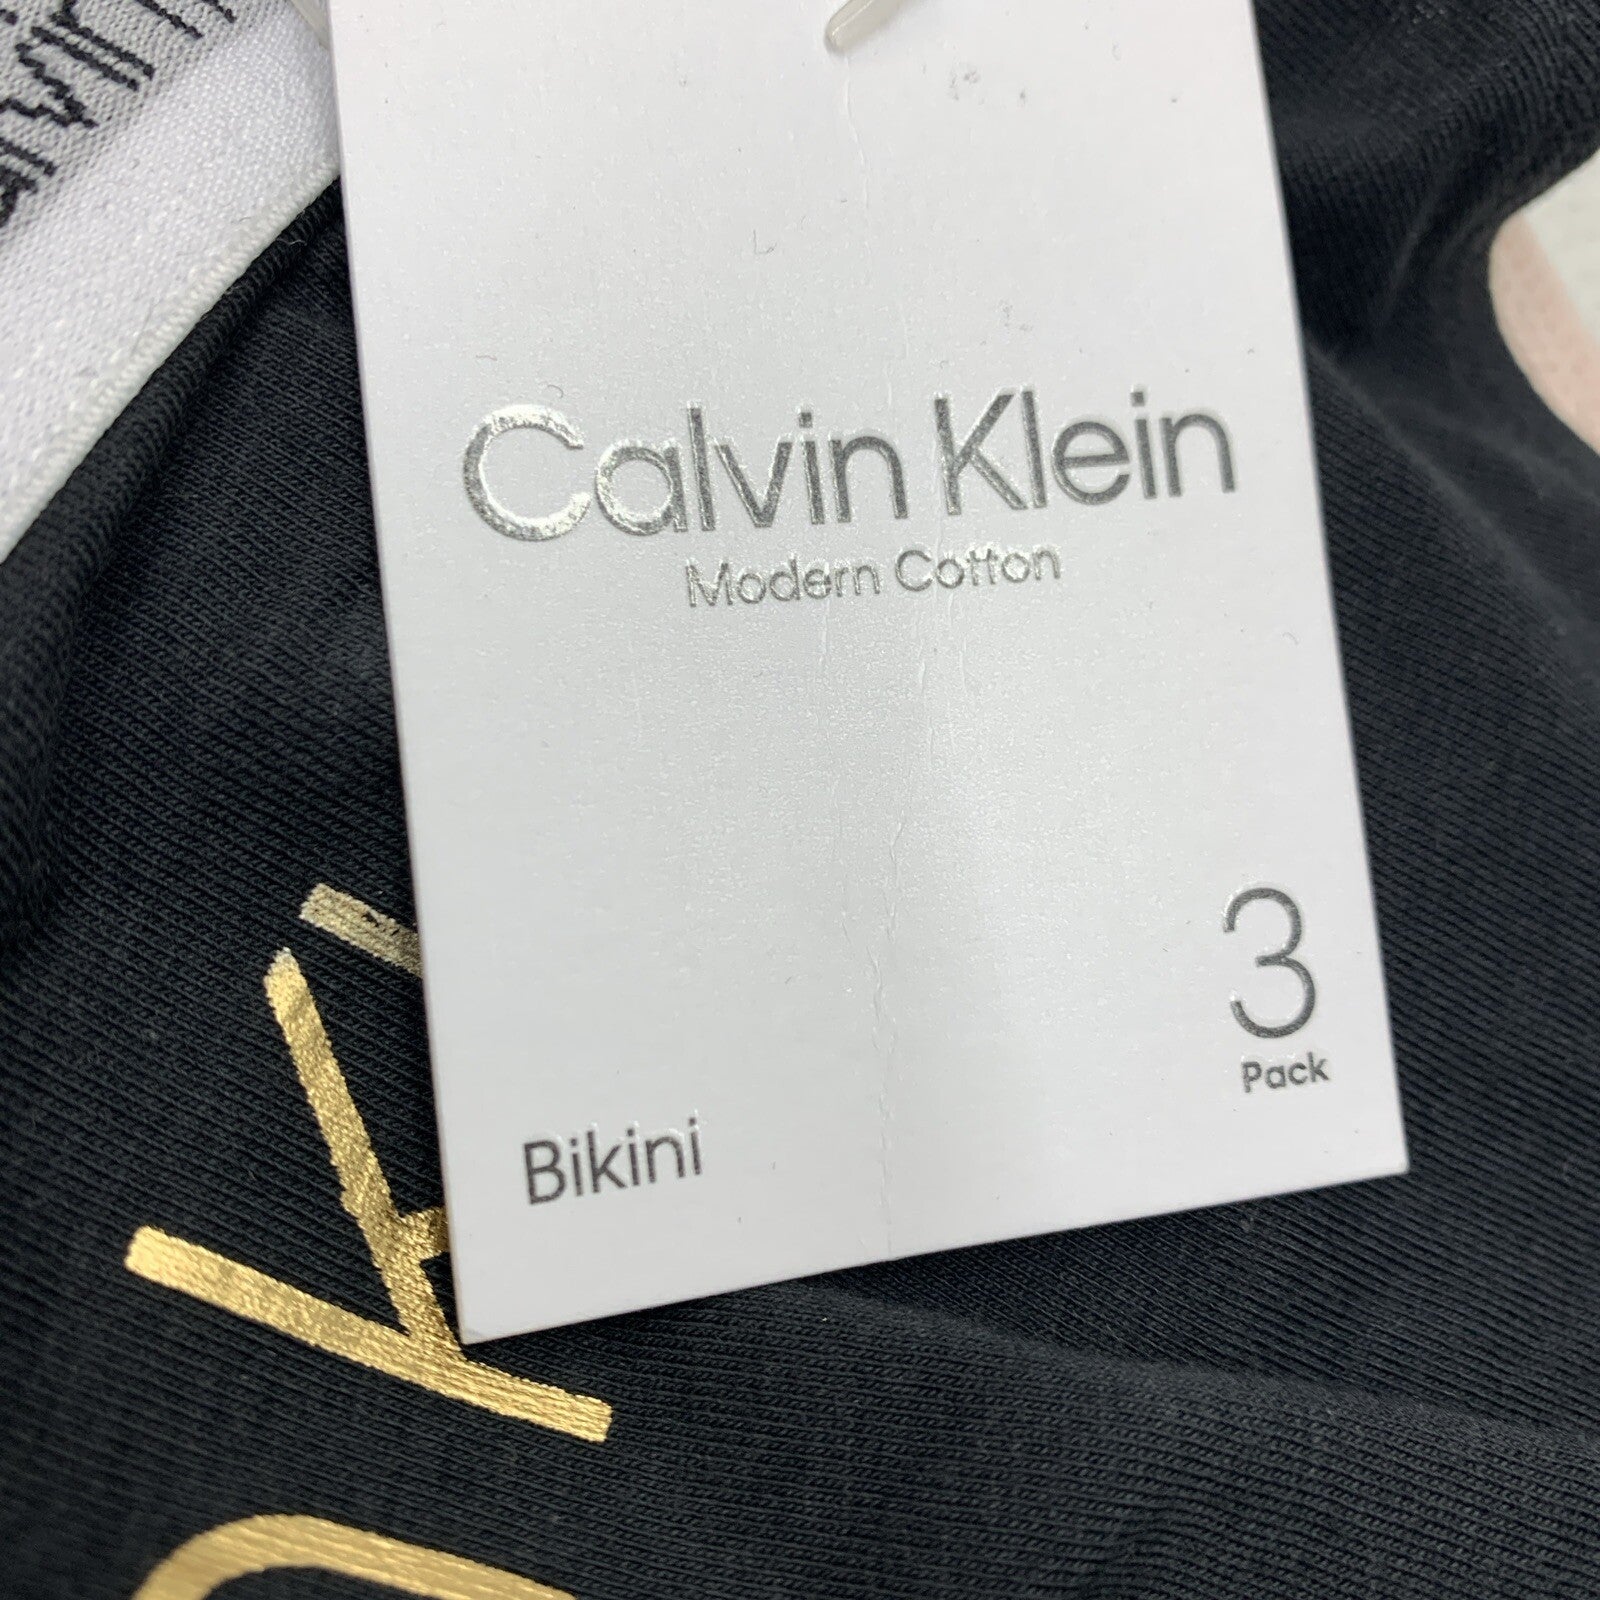 Calvin Klein
Modern Cotton
3
Pack
Bikini
K